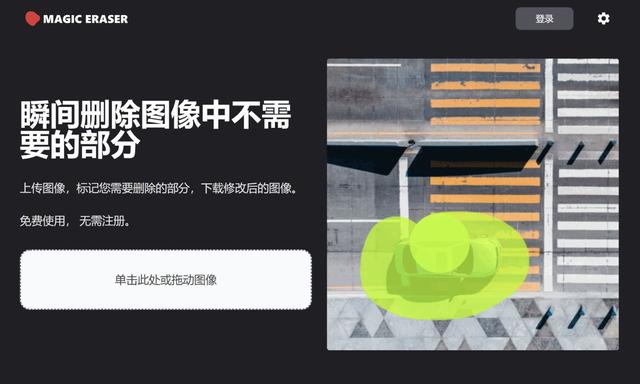 MAGIC ERASER
登录
瞬间删除图像中不需
要的部分
上传图像，标记您需要删除的部分，下载修改后的图像。
免费使用， 无需注册。
单击此处或拖动图像